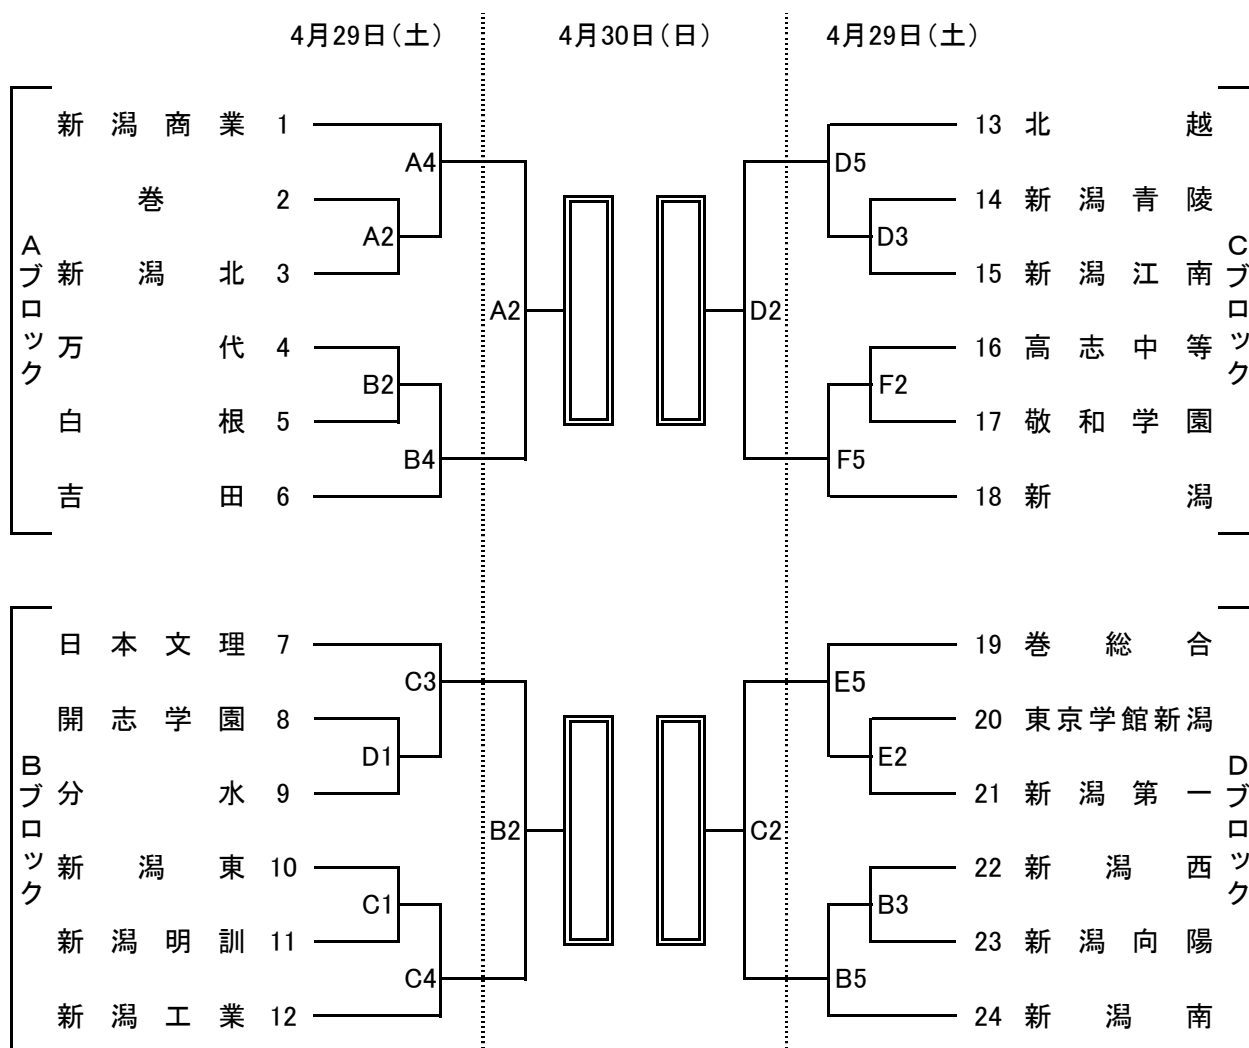 4月29日(土) 4月30日(日) 4月29日(土)
Aブロック
新潟商業 1
巻 2
新潟北 3
万代 4
白根 5
吉田 6
A4
A2
B2
B4
A2
Bブロック
日本文理 7
開志学園 8
分水 9
新潟東 10
新潟明訓 11
新潟工業 12
C3
D1
C1
C4
B2
Cブロック
13 北越
14 新潟青陵
15 新潟江南
16 高志中等
17 敬和学園
18 新潟
D5
D3
F2
F5
D2
Dブロック
19 巻総合
20 東京学館新潟
21 新潟第一
22 新潟西
23 新潟向陽
24 新潟南
E5
E2
B3
B5
C2